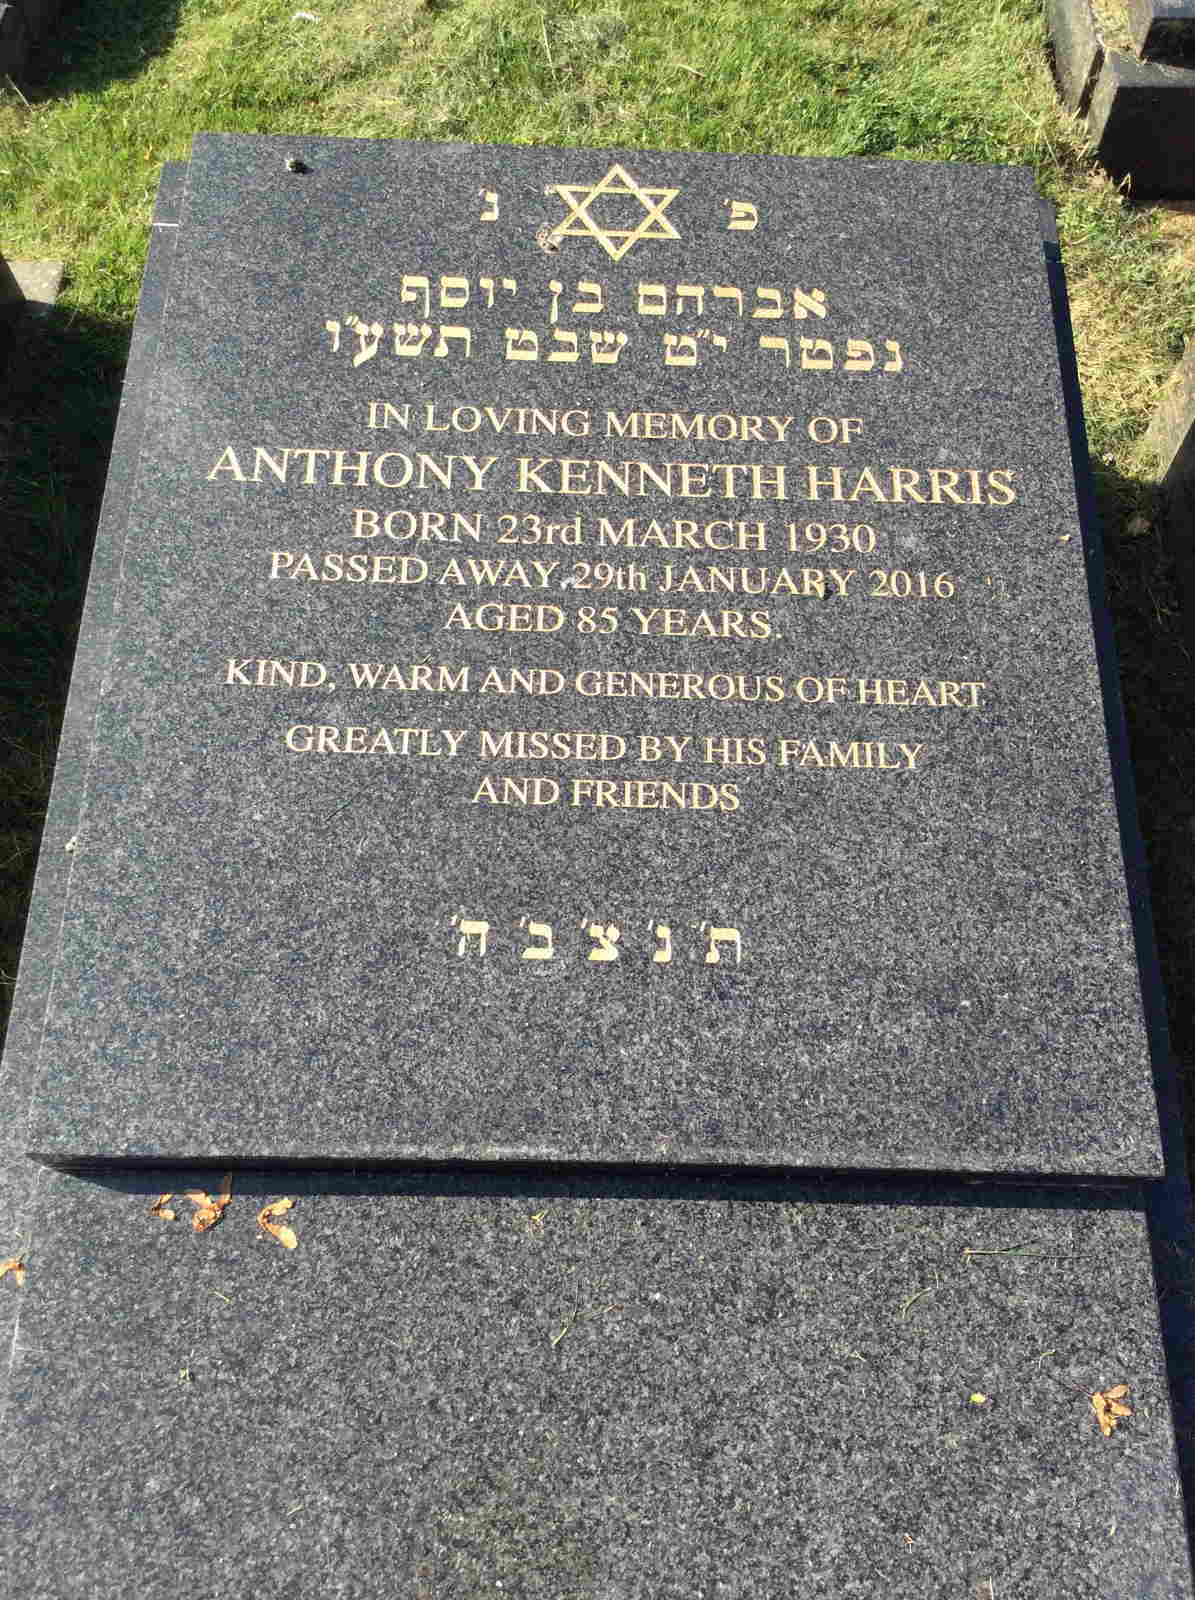 פ' נ'
אברהם בן יוסף
נפטר י"ט שבט תשע"ו
IN LOVING MEMORY OF
ANTHONY KENNETH HARRIS
BORN 23rd MARCH 1930
PASSED AWAY 29th JANUARY 2016
AGED 85 YEARS.
KIND, WARM AND GENEROUS OF HEART
GREATLY MISSED BY HIS FAMILY
AND FRIENDS
ת' נ' צ' ב' ה'